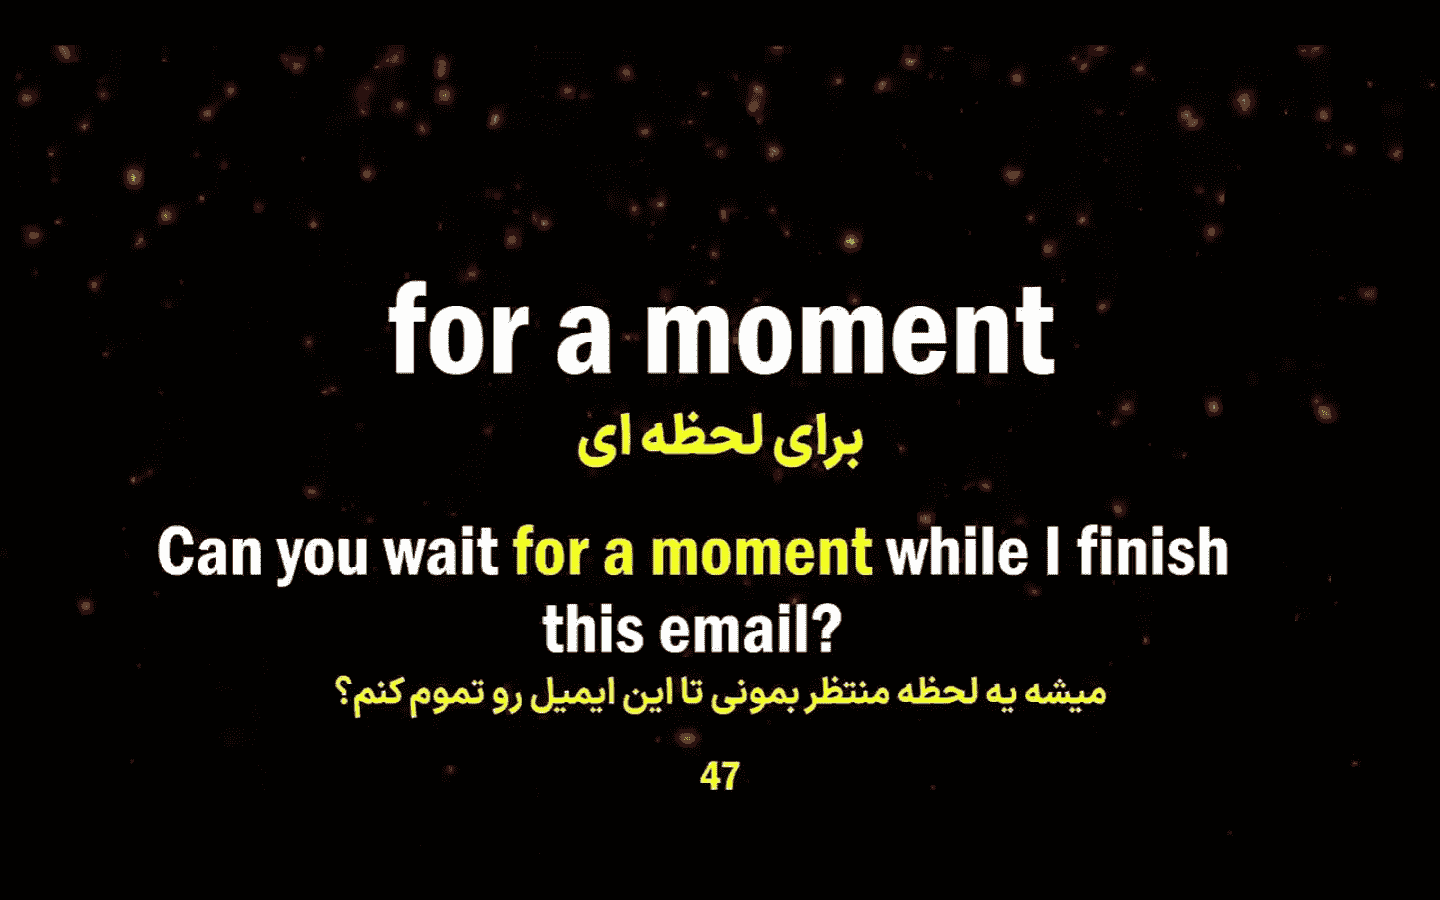 for a moment
برای لحظه ای
Can you wait for a moment while I finish
this email?
میشه یه لحظه منتظر بمونی تا این ایمیل رو تموم کنم؟
47